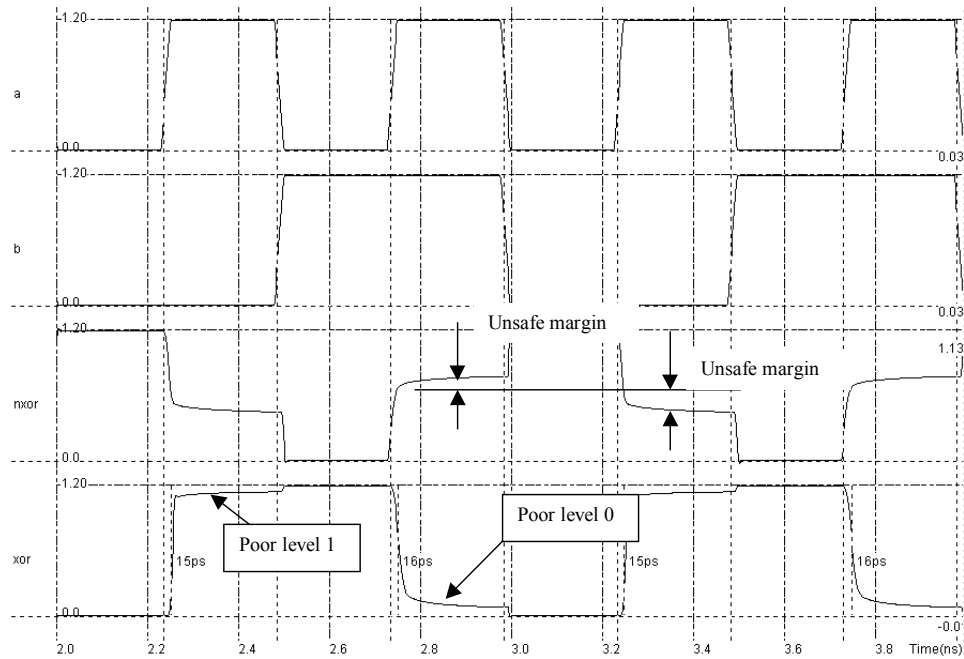 1.20
a
0.0
0.03
1.20
b
0.0
0.03
Unsafe margin
1.20
1.13
Unsafe margin
nxor
0.0
1.20
Poor level 0
Poor level 1
xor
15ps
16ps
15ps
16ps
0.0
-0.0
2.0 2.2 2.4 2.6 2.8 3.0 3.2 3.4 3.6 3.8 Time(ns)